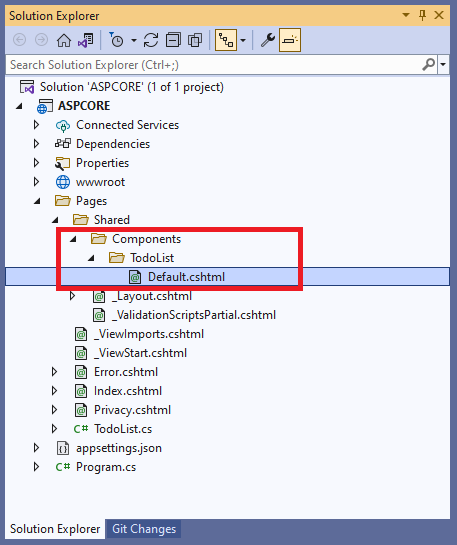 Solution Explorer
Search Solution Explorer (Ctrl+;)
Solution 'ASPCORE' (1 of 1 project)
ASPCORE
Connected Services
Dependencies
Properties
wwwroot
Pages
Shared
Components
TodoList
Default.cshtml
_Layout.cshtml
_ValidationScriptsPartial.cshtml
_ViewImports.cshtml
_ViewStart.cshtml
Error.cshtml
Index.cshtml
Privacy.cshtml
C# TodoList.cs
appsettings.json
C# Program.cs
Solution Explorer Git Changes